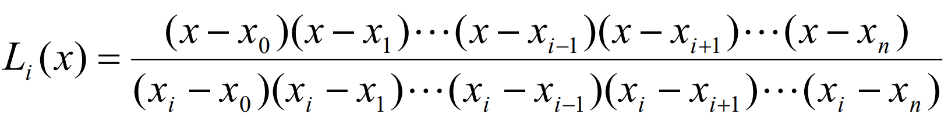 L_i(x) = \frac{(x - x_0)(x - x_1)\cdots(x - x_{i-1})(x - x_{i+1})\cdots(x - x_n)}{(x_i - x_0)(x_i - x_1)\cdots(x_i - x_{i-1})(x_i - x_{i+1})\cdots(x_i - x_n)}